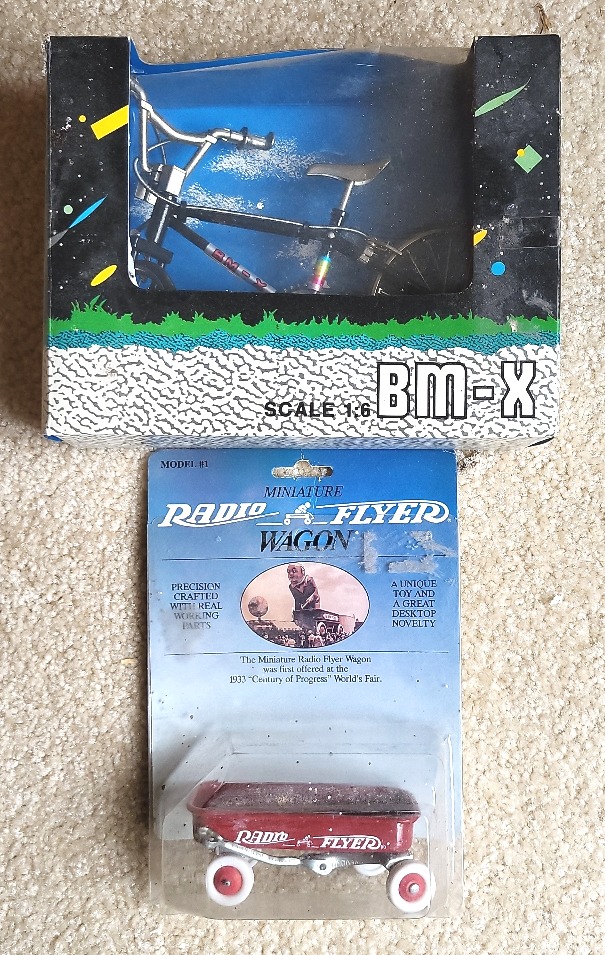 BM-X
SCALE 1:6 BM-X
MODEL #1
MINIATURE
RADIO FLYER
WAGON
PRECISION
CRAFTED
WITH REAL
WORKING
PARTS
A UNIQUE
TOY AND
A GREAT
DESKTOP
NOVELTY
The Miniature Radio Flyer Wagon
was first offered at the
1933 "Century of Progress" World's Fair.
RADIO FLYER